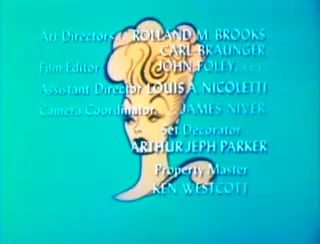 Art Directors ROLLAND M. BROOKS
CARL BRAUNGER
Film Editor JOHN FOLEY, A.C.E.
Assistant Director LOUIS A. NICOLETTI
Camera Coordinator JAMES NIVER
Set Decorator
ARTHUR JEPH PARKER
Property Master
KEN WESTCOTT